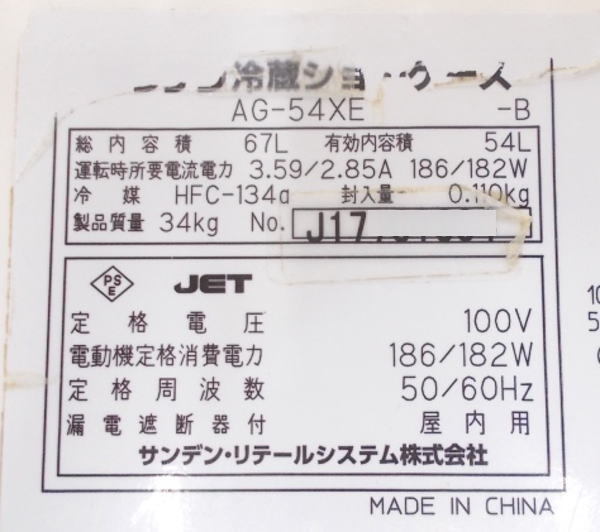 冷蔵ショーケース
AG-54XE -B
総内容積 67L 有効内容積 54L
運転時所要電流電力 3.59/2.85A 186/182W
冷媒 HFC-134a 封入量 0.110kg
製品質量 34kg No. J17
PSE JET
定格電圧 100V
電動機定格消費電力 186/182W
定格周波数 50/60Hz
漏電遮断器付 屋内用
サンデン・リテールシステム株式会社
MADE IN CHINA